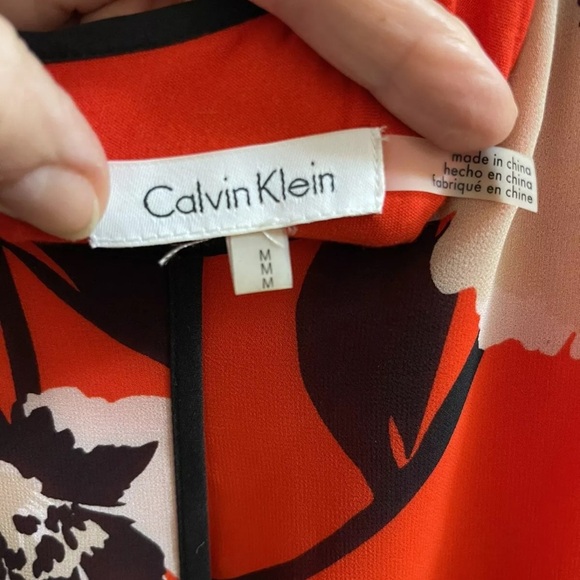 Calvin Klein
made in china
hecho en china
fabriqué en chine
M
M
M